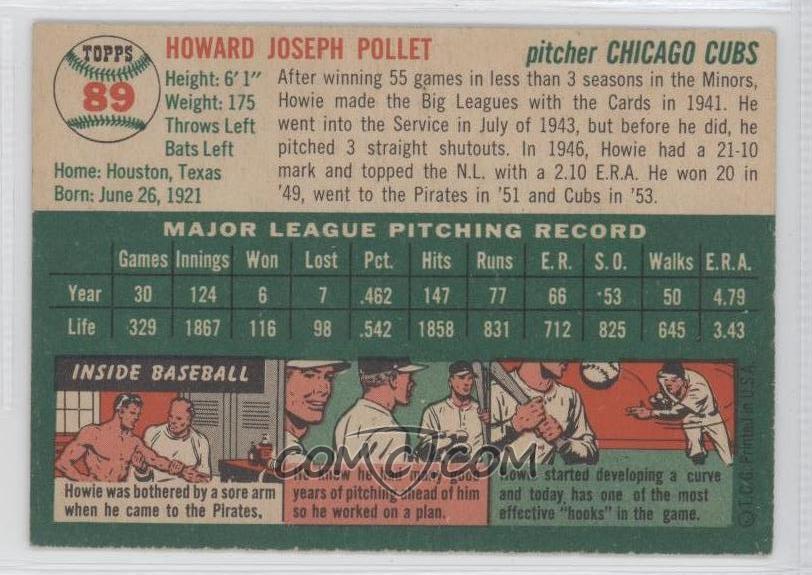 TOPPS
89
HOWARD JOSEPH POLLET
pitcher CHICAGO CUBS
Height: 6' 1"
Weight: 175
Throws Left
Bats Left
Home: Houston, Texas
Born: June 26, 1921
After winning 55 games in less than 3 seasons in the Minors,
Howie made the Big Leagues with the Cards in 1941. He
went into the Service in July of 1943, but before he did, he
pitched 3 straight shutouts. In 1946, Howie had a 21-10
mark and topped the N.L. with a 2.10 E.R.A. He won 20 in
'49, went to the Pirates in '51 and Cubs in '53.
MAJOR LEAGUE PITCHING RECORD
Games Innings Won Lost Pct. Hits Runs E.R. S.O. Walks E.R.A.
Year 30 124 6 7 .462 147 77 66 53 50 4.79
Life 329 1867 116 98 .542 1858 831 712 825 645 3.43
INSIDE BASEBALL
Howie was bothered by a sore arm
when he came to the Pirates.
He knew he had many good
years of pitching ahead of him
so he worked on a plan.
Howie started developing a curve
and today has one of the most
effective "hooks" in the game.
© T.C.G. Printed in U.S.A.
COMC.COM